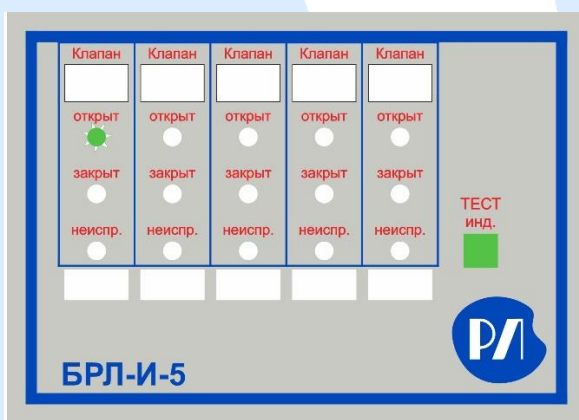 Клапан Клапан Клапан Клапан Клапан
открыт открыт открыт открыт открыт
закрыт закрыт закрыт закрыт закрыт
неиспр. неиспр. неиспр. неиспр. неиспр.
ТЕСТ
инд.
РЛ
БРЛ-И-5